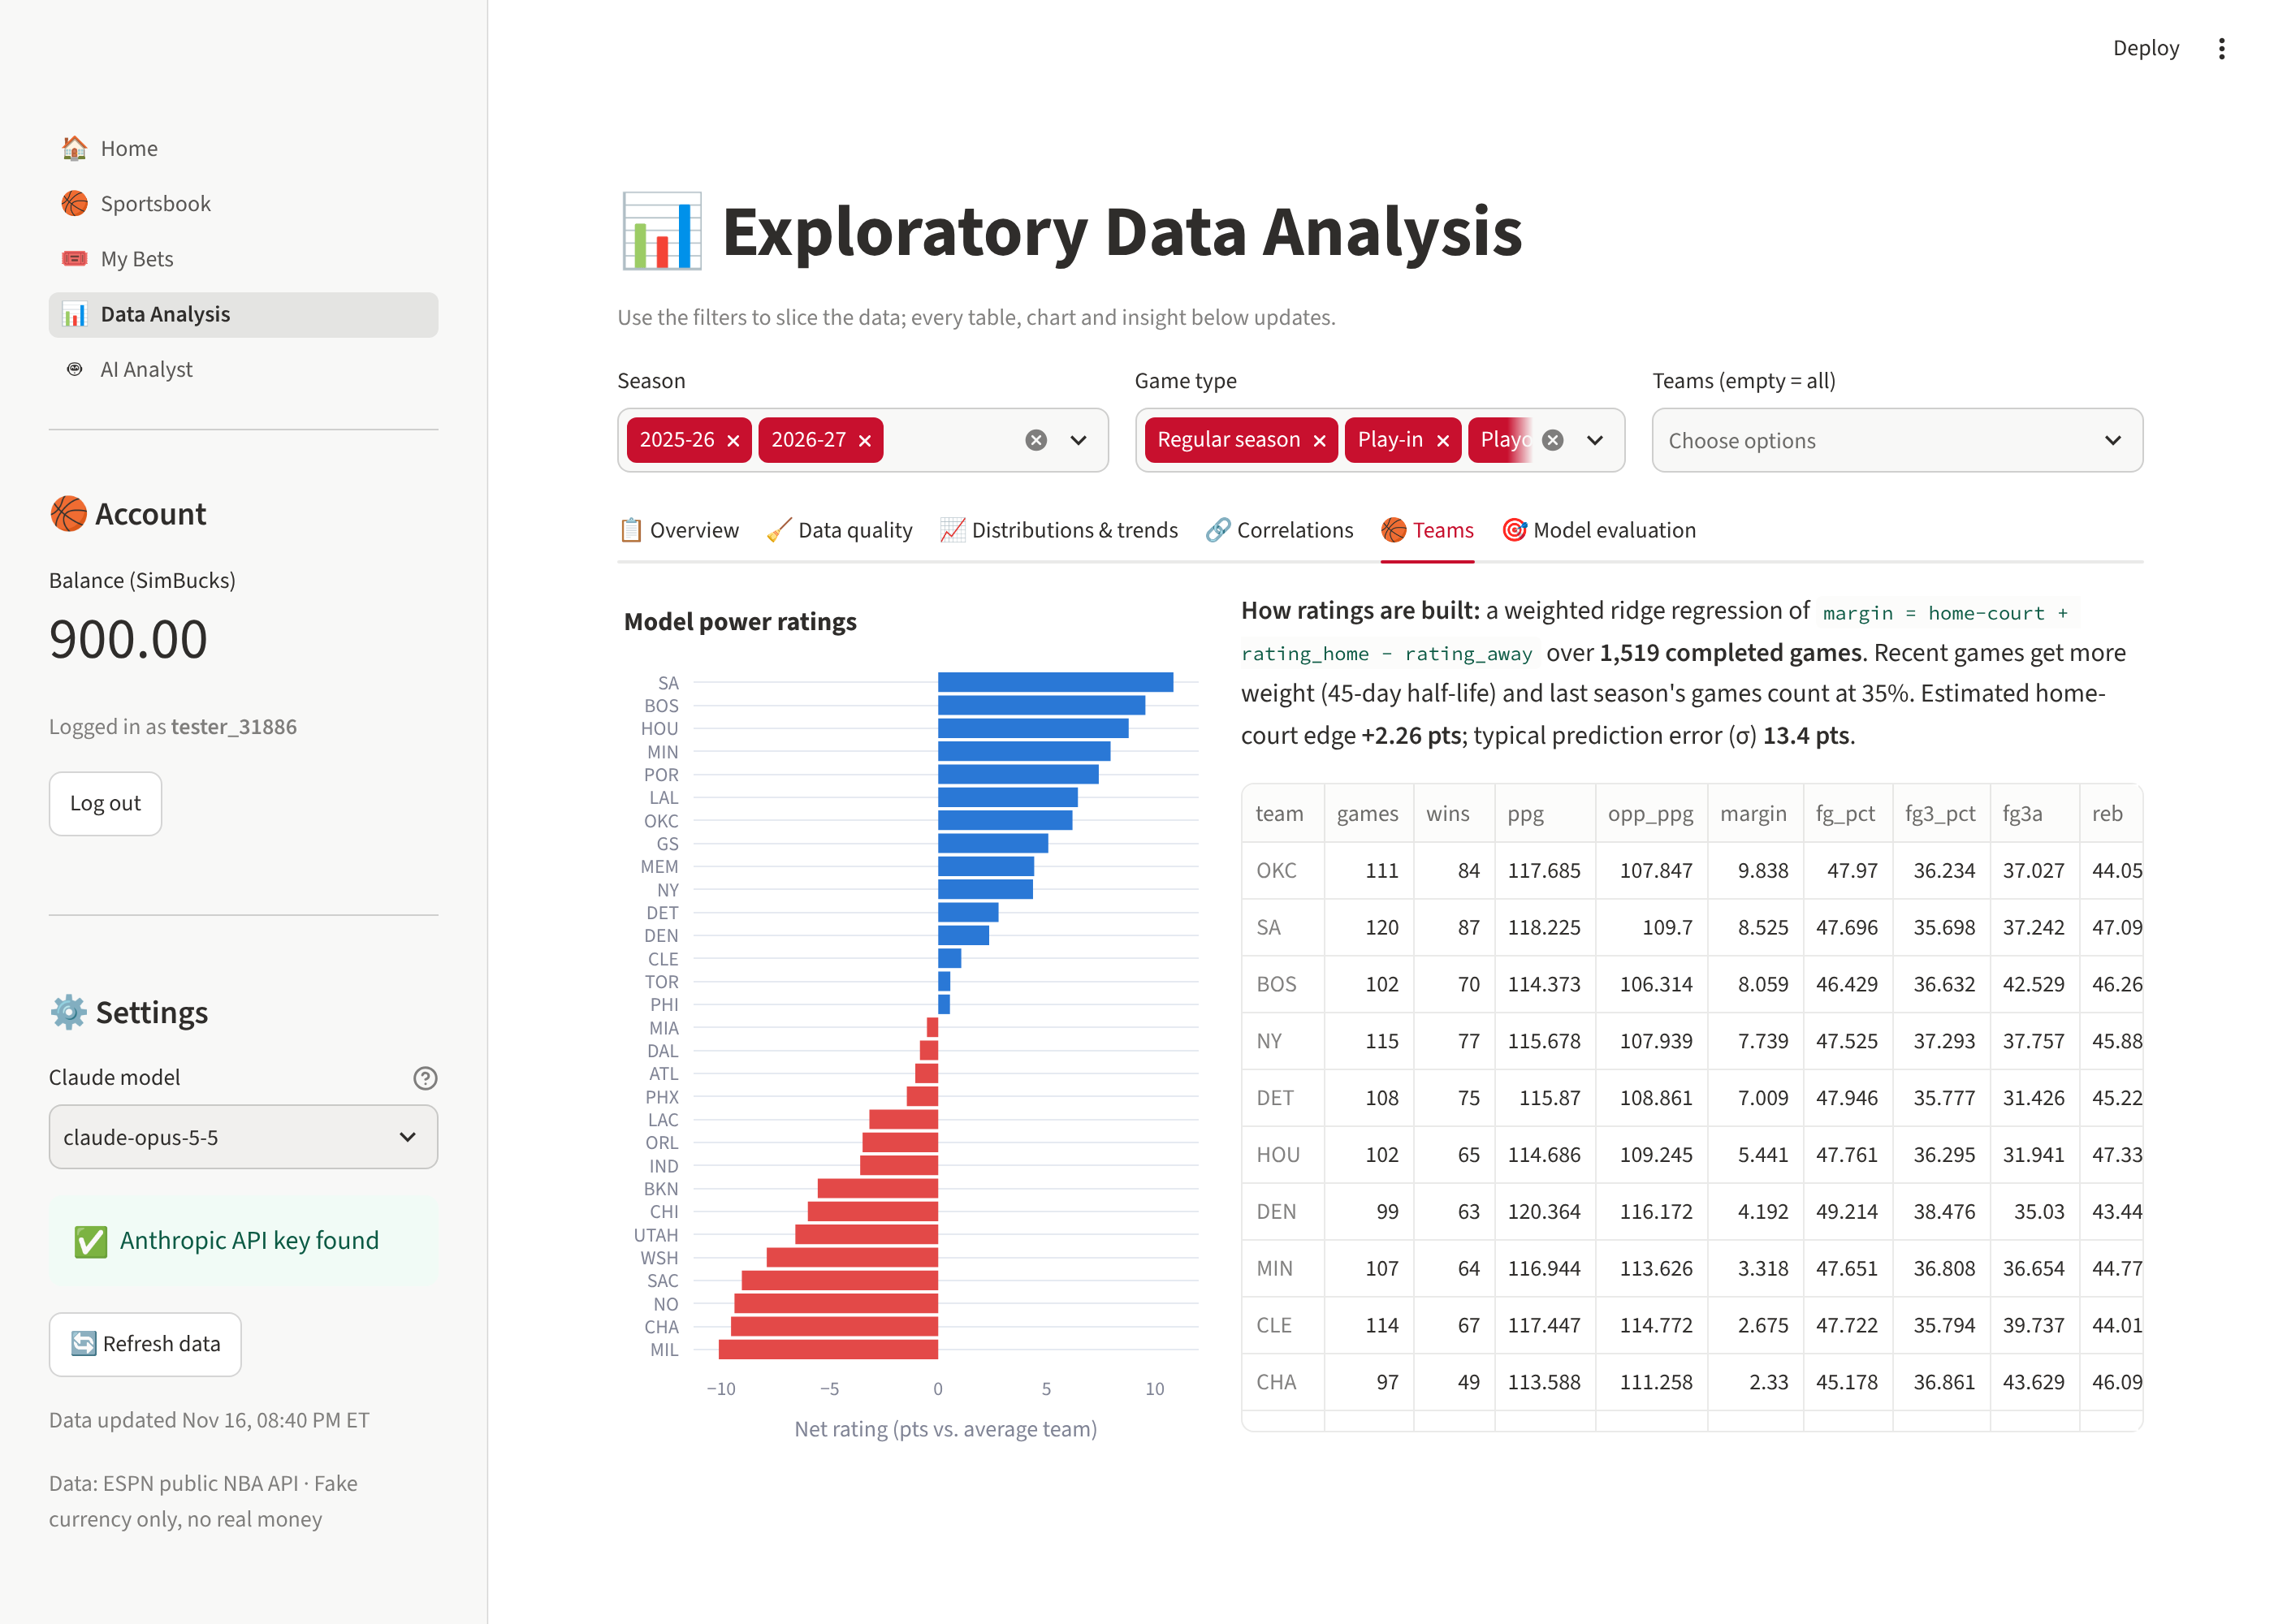 Deploy
Home
Sportsbook
My Bets
Data Analysis
AI Analyst
Account
Balance (SimBucks)
900.00
Logged in as tester_31886
Log out
Settings
Claude model
claude-opus-5-5
Anthropic API key found
Refresh data
Data updated Nov 16, 08:40 PM ET
Data: ESPN public NBA API · Fake
currency only, no real money
Exploratory Data Analysis
Use the filters to slice the data; every table, chart and insight below updates.
Season
2025-26 2026-27
Game type
Regular season Play-in
Teams (empty = all)
Choose options
Overview Data quality Distributions & trends Correlations Teams Model evaluation
Model power ratings
SA
BOS
HOU
MIN
POR
LAL
OKC
GS
MEM
NY
DET
DEN
CLE
TOR
PHI
MIA
DAL
ATL
PHX
LAC
ORL
IND
BKN
CHI
UTAH
WSH
SAC
NO
CHA
MIL
−10 −5 0 5 10
Net rating (pts vs. average team)
How ratings are built: a weighted ridge regression of margin = home-court +
rating_home - rating_away over 1,519 completed games. Recent games get more
weight (45-day half-life) and last season's games count at 35%. Estimated home-
court edge +2.26 pts; typical prediction error (σ) 13.4 pts.
team games wins ppg opp_ppg margin fg_pct fg3_pct fg3a reb
OKC 111 84 117.685 107.847 9.838 47.97 36.234 37.027 44.05
SA 120 87 118.225 109.7 8.525 47.696 35.698 37.242 47.09
BOS 102 70 114.373 106.314 8.059 46.429 36.632 42.529 46.26
NY 115 77 115.678 107.939 7.739 47.525 37.293 37.757 45.88
DET 108 75 115.87 108.861 7.009 47.946 35.777 31.426 45.22
HOU 102 65 114.686 109.245 5.441 47.761 36.295 31.941 47.33
DEN 99 63 120.364 116.172 4.192 49.214 38.476 35.03 43.44
MIN 107 64 116.944 113.626 3.318 47.651 36.808 36.654 44.77
CLE 114 67 117.447 114.772 2.675 47.722 35.794 39.737 44.01
CHA 97 49 113.588 111.258 2.33 45.178 36.861 43.629 46.09